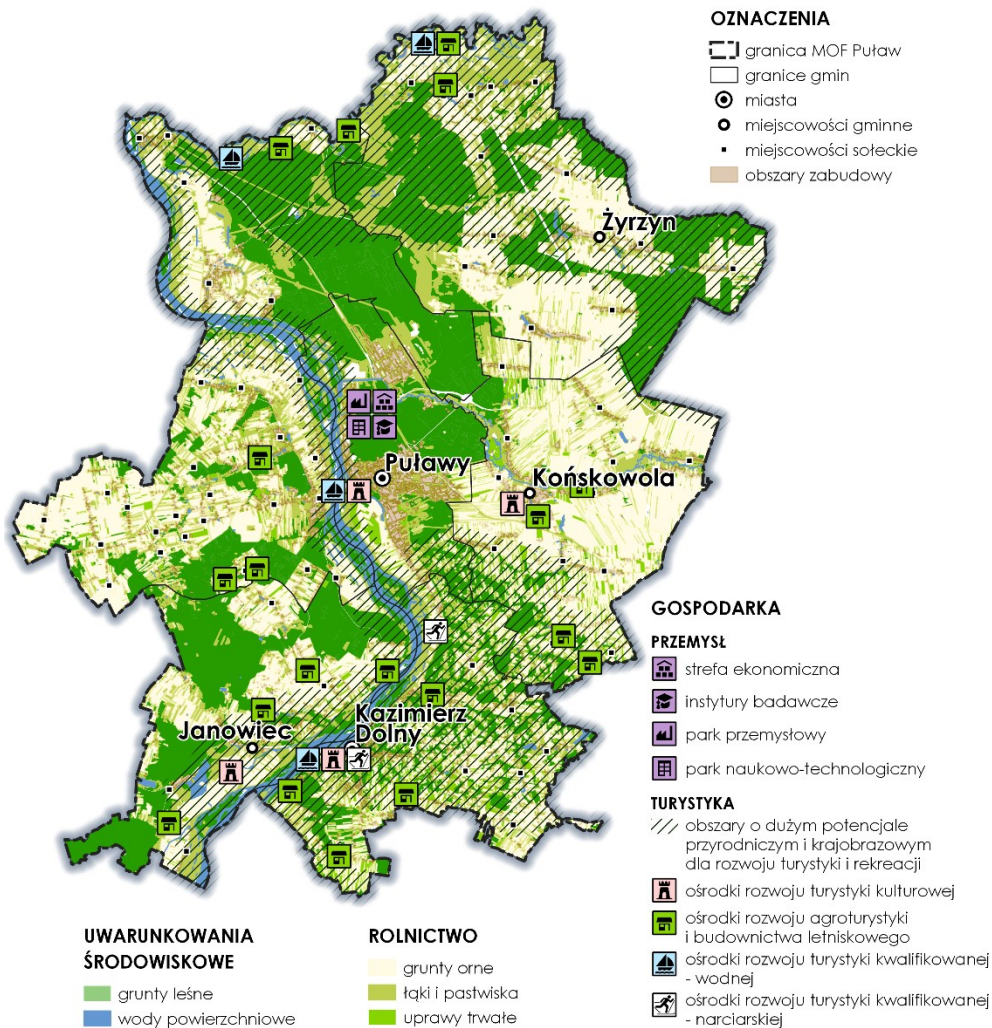 OZNACZENIA
granica MOF Puław
granice gmin
miasta
miejscowości gminne
miejscowości sołeckie
obszary zabudowy
Żyrzyn
Puławy
Końskowola
Janowiec
Kazimierz
Dolny
GOSPODARKA
PRZEMYSŁ
strefa ekonomiczna
instytury badawcze
park przemysłowy
park naukowo-technologiczny
TURYSTYKA
obszary o dużym potencjale
przyrodniczym i krajobrazowym
dla rozwoju turystyki i rekreacji
ośrodki rozwoju turystyki kulturowej
ośrodki rozwoju agroturystyki
i budownictwa letniskowego
ośrodki rozwoju turystyki kwalifikowanej
- wodnej
ośrodki rozwoju turystyki kwalifikowanej
- narciarskiej
UWARUNKOWANIA
ŚRODOWISKOWE
grunty leśne
wody powierzchniowe
ROLNICTWO
grunty orne
łąki i pastwiska
uprawy trwałe